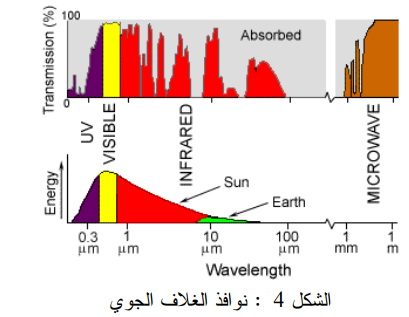 Transmission (%)
100
0
Absorbed
UV
VISIBLE
INFRARED
MICROWAVE
Energy
Sun
Earth
0.3 1 10 100 1 1
μm μm μm μm mm m
Wavelength
الشكل 4 : نوافذ الغلاف الجوي